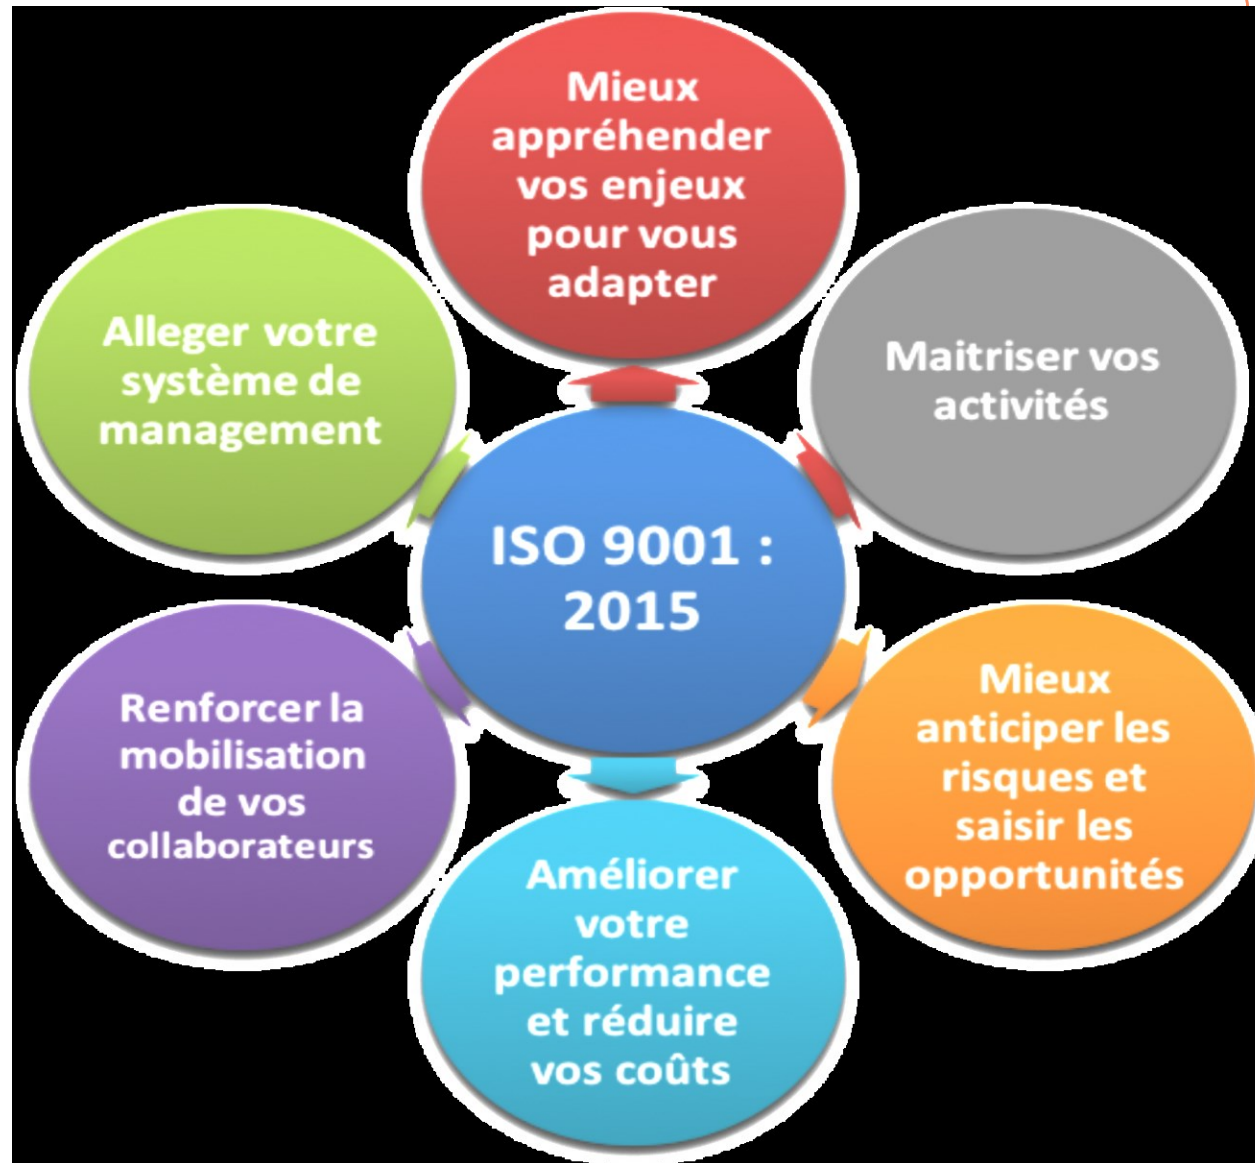 Mieux
appréhender
vos enjeux
pour vous
adapter
Maitriser vos
activités
Mieux
anticiper les
risques et
saisir les
opportunités
Améliorer
votre
performance
et réduire
vos coûts
Renforcer la
mobilisation
de vos
collaborateurs
Alleger votre
système de
management
ISO 9001 :
2015